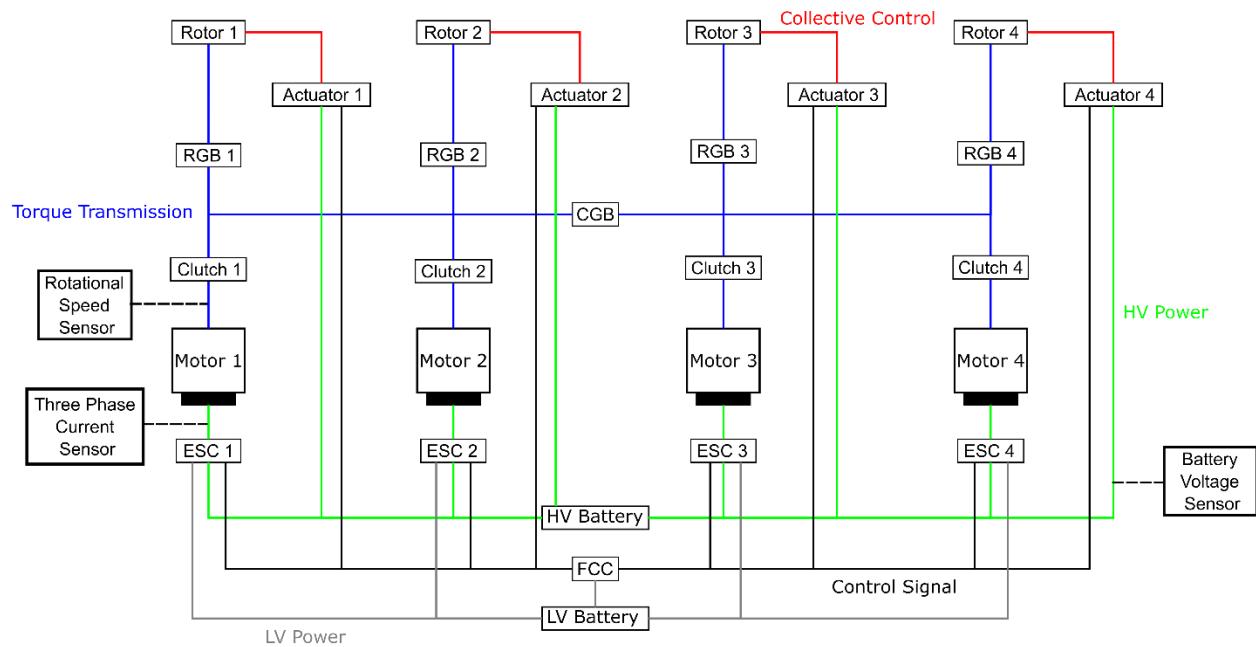 Collective Control
Rotor 1
Rotor 2
Rotor 3
Rotor 4
Actuator 1
Actuator 2
Actuator 3
Actuator 4
RGB 1
RGB 2
RGB 3
RGB 4
Torque Transmission
CGB
Clutch 1
Clutch 2
Clutch 3
Clutch 4
Rotational
Speed
Sensor
HV Power
Motor 1
Motor 2
Motor 3
Motor 4
Three Phase
Current
Sensor
ESC 1
ESC 2
ESC 3
ESC 4
Battery
Voltage
Sensor
HV Battery
FCC
Control Signal
LV Battery
LV Power